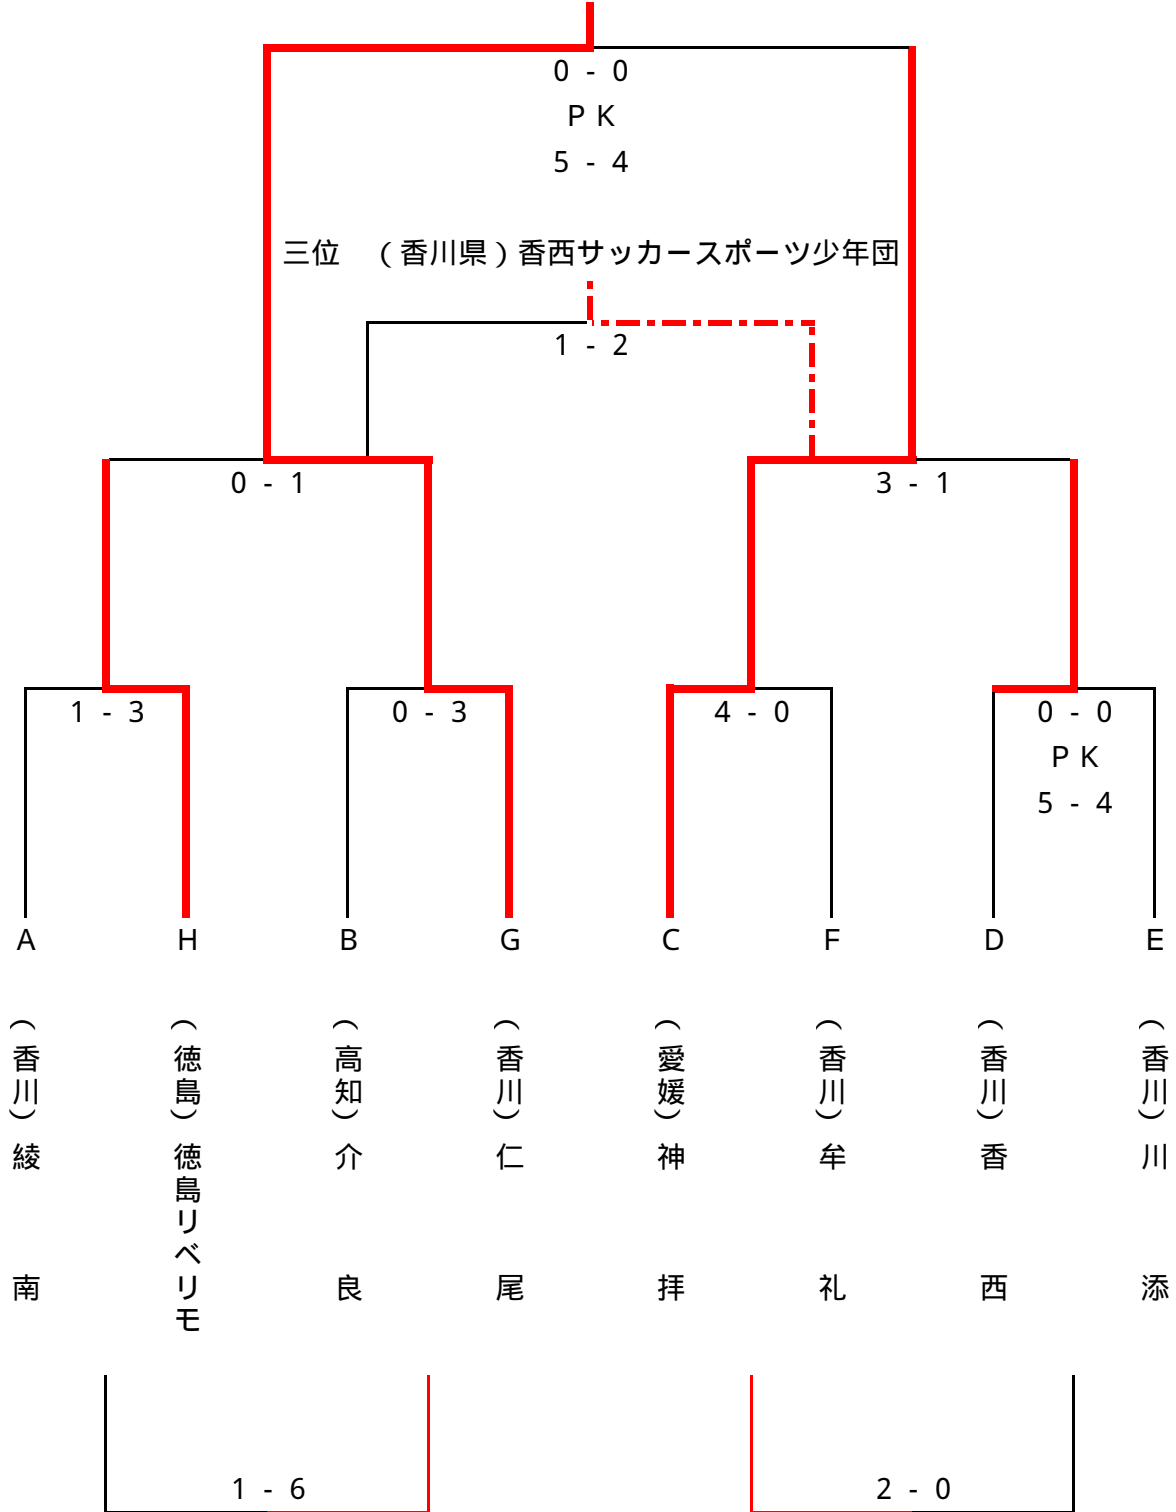 0 - 0
PK
5 - 4
三位　（香川県）香西サッカースポーツ少年団
1 - 2
0 - 1
3 - 1
1 - 3
0 - 3
4 - 0
0 - 0
PK
5 - 4
A
H
B
G
C
F
D
E
（香川）綾南
（徳島）徳島リベリモ
（高知）介良
（香川）仁尾
（愛媛）神拝
（香川）牟礼
（香川）香西
（香川）川添
1 - 6
2 - 0